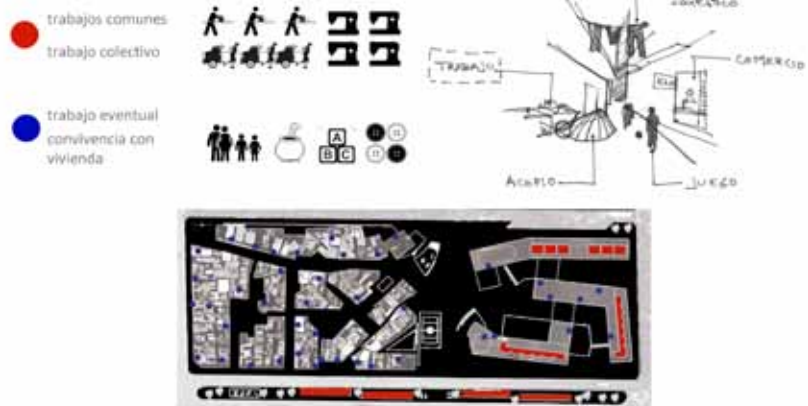 trabajos comunes
trabajo colectivo
trabajo eventual
convivencia con
vivienda
A
B C
TRABAJO
COMERCIO
ACOPIO
JUEGO